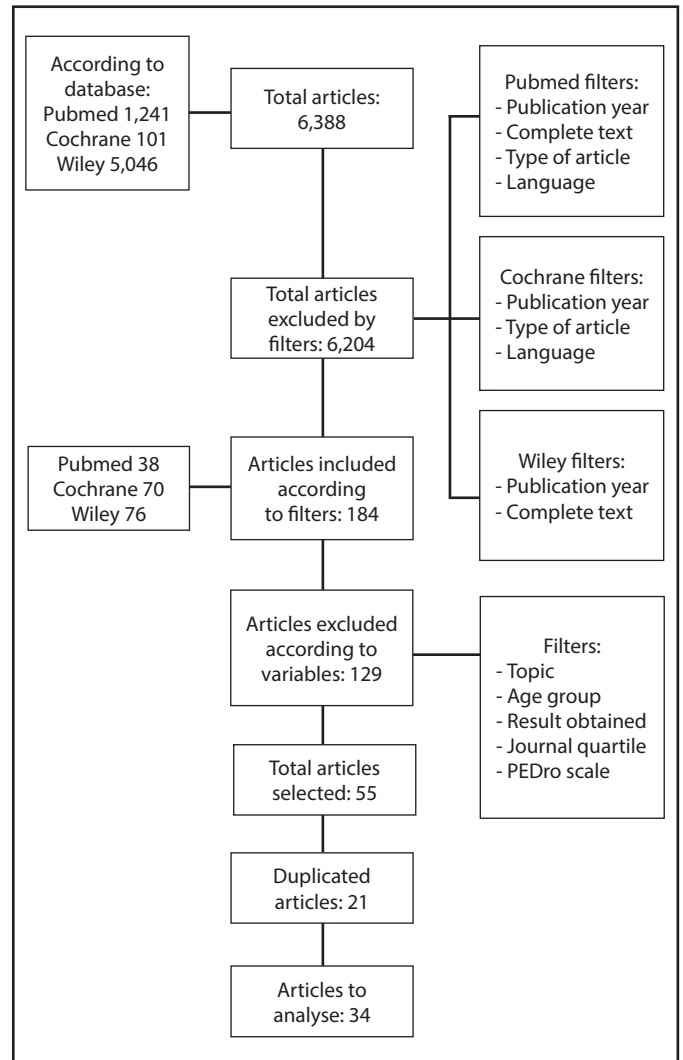 According to
database:
Pubmed 1,241
Cochrane 101
Wiley 5,046
Total articles:
6,388
Pubmed filters:
- Publication year
- Complete text
- Type of article
- Language
Total articles
excluded by
filters: 6,204
Cochrane filters:
- Publication year
- Type of article
- Language
Wiley filters:
- Publication year
- Complete text
Pubmed 38
Cochrane 70
Wiley 76
Articles included
according
to filters: 184
Articles excluded
according to
variables: 129
Filters:
- Topic
- Age group
- Result obtained
- Journal quartile
- PEDro scale
Total articles
selected: 55
Duplicated
articles: 21
Articles to
analyse: 34